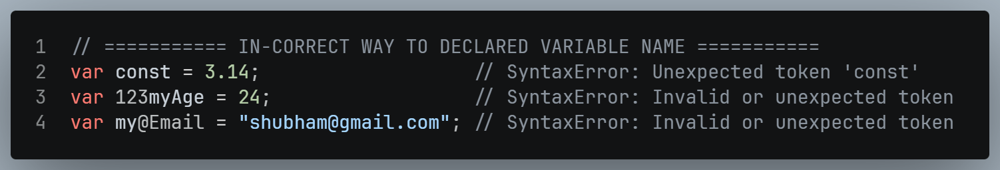 1 // =========== IN-CORRECT WAY TO DECLARED VARIABLE NAME ===========
2 var const = 3.14; // SyntaxError: Unexpected token 'const'
3 var 123myAge = 24; // SyntaxError: Invalid or unexpected token
4 var my@Email = "shubham@gmail.com"; // SyntaxError: Invalid or unexpected token